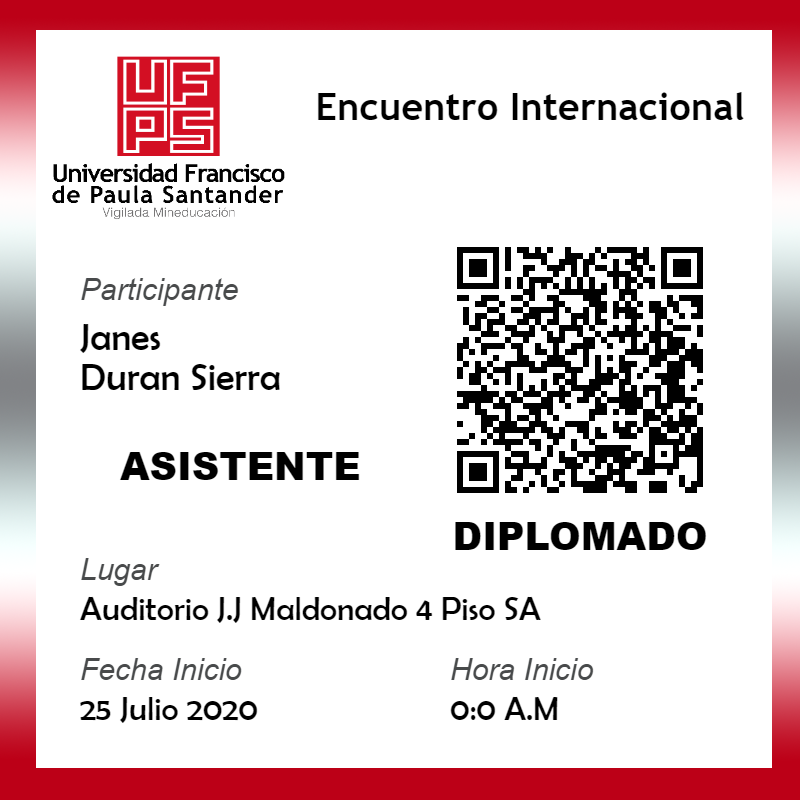 UF
PS
Universidad Francisco
de Paula Santander
Vigilada Mineducación
Encuentro Internacional
Participante
Janes
Duran Sierra
ASISTENTE
DIPLOMADO
Lugar
Auditorio J.J Maldonado 4 Piso SA
Fecha Inicio
Hora Inicio
25 Julio 2020
0:0 A.M